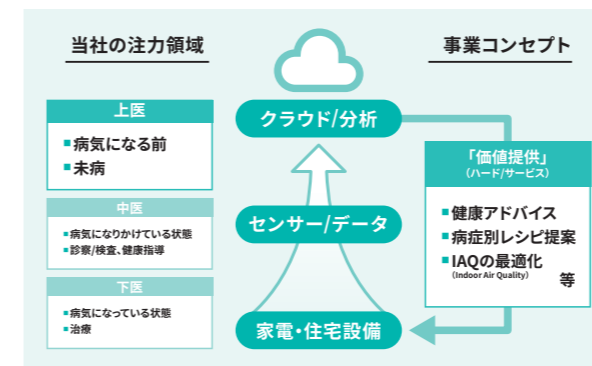 当社の注力領域
上医
■病気になる前
■未病
中医
■病気になりかけている状態
■診察/検査、健康指導
下医
■病気になっている状態
■治療
クラウド/分析
センサー/データ
家電・住宅設備
事業コンセプト
「価値提供」
(ハード/サービス)
■健康アドバイス
■病症別レシピ提案
■IAQの最適化
(Indoor Air Quality)
等